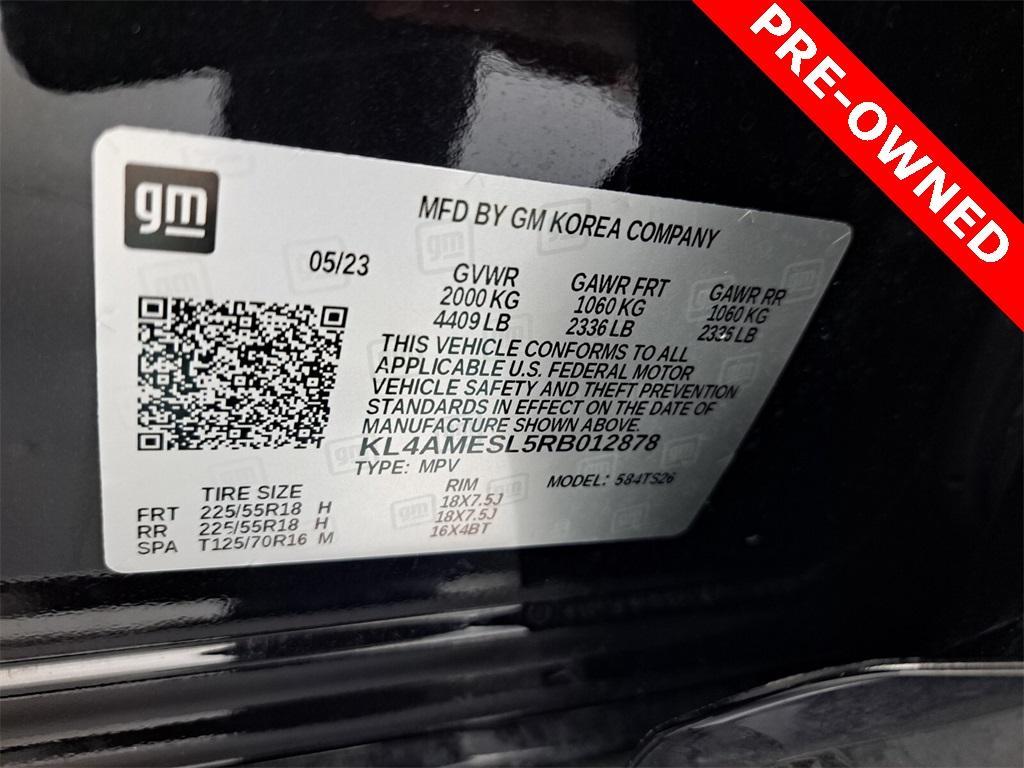 PRE-OWNED
gm
MFD BY GM KOREA COMPANY
05/23
GVWR GAWR FRT GAWR RR
2000 KG 1060 KG 1060 KG
4409 LB 2336 LB 2336 LB
THIS VEHICLE CONFORMS TO ALL
APPLICABLE U.S. FEDERAL MOTOR
VEHICLE SAFETY AND THEFT PREVENTION
STANDARDS IN EFFECT ON THE DATE OF
MANUFACTURE SHOWN ABOVE.
KL4AMESL5RB012878
TYPE: MPV MODEL: 584TS26
TIRE SIZE RIM
FRT 225/55R18 H 18X7.5J
RR 225/55R18 H 18X7.5J
SPA T125/70R16 M 16X4BT